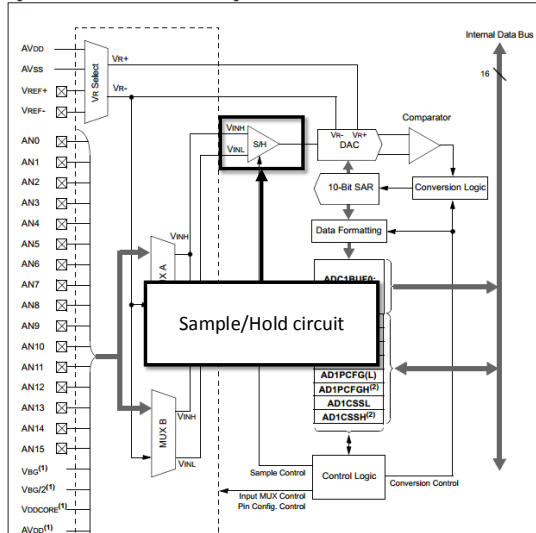 Internal Data Bus
AVDD
AVSS
VREF+
VREF-
VR Select
VR+
VR-
16
AN0
AN1
AN2
AN3
AN4
AN5
AN6
AN7
AN8
AN9
AN10
AN11
AN12
AN13
AN14
AN15
VBG(1)
VBG/2(1)
VDDCORE(1)
AVDD(1)
VINH
VINL
S/H
VR- VR+
DAC
Comparator
10-Bit SAR
Conversion Logic
Data Formatting
VINH
ADC1BUF0:
Sample/Hold circuit
AD1PCFG(L)
AD1PCFGH(2)
AD1CSSL
AD1CSSH(2)
MUX B
VINH
VINL
Sample Control
Control Logic
Conversion Control
Input MUX Control
Pin Config. Control